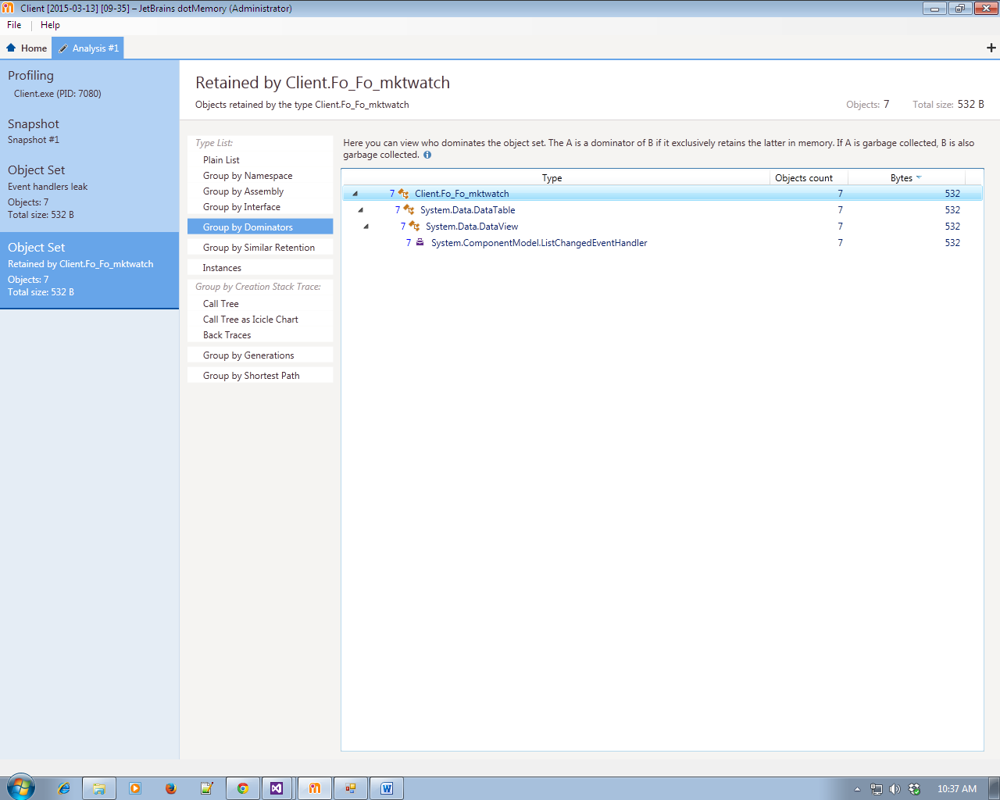 Client [2015-03-13] [09-35] – JetBrains dotMemory (Administrator)
File | Help
Home
Analysis #1
Profiling
Client.exe (PID: 7080)
Snapshot
Snapshot #1
Object Set
Event handlers leak
Objects: 7
Total size: 532 B
Object Set
Retained by Client.Fo_Fo_mktwatch
Objects: 7
Total size: 532 B
Retained by Client.Fo_Fo_mktwatch
Objects retained by the type Client.Fo_Fo_mktwatch
Objects: 7 Total size: 532 B
Type List:
Plain List
Group by Namespace
Group by Assembly
Group by Interface
Group by Dominators
Group by Similar Retention
Instances
Group by Creation Stack Trace:
Call Tree
Call Tree as Icicle Chart
Back Traces
Group by Generations
Group by Shortest Path
Here you can view who dominates the object set. The A is a dominator of B if it exclusively retains the latter in memory. If A is garbage collected, B is also
garbage collected.
Type Objects count Bytes
7 Client.Fo_Fo_mktwatch 7 532
7 System.Data.DataTable 7 532
7 System.Data.DataView 7 532
7 System.ComponentModel.ListChangedEventHandler 7 532
10:37 AM